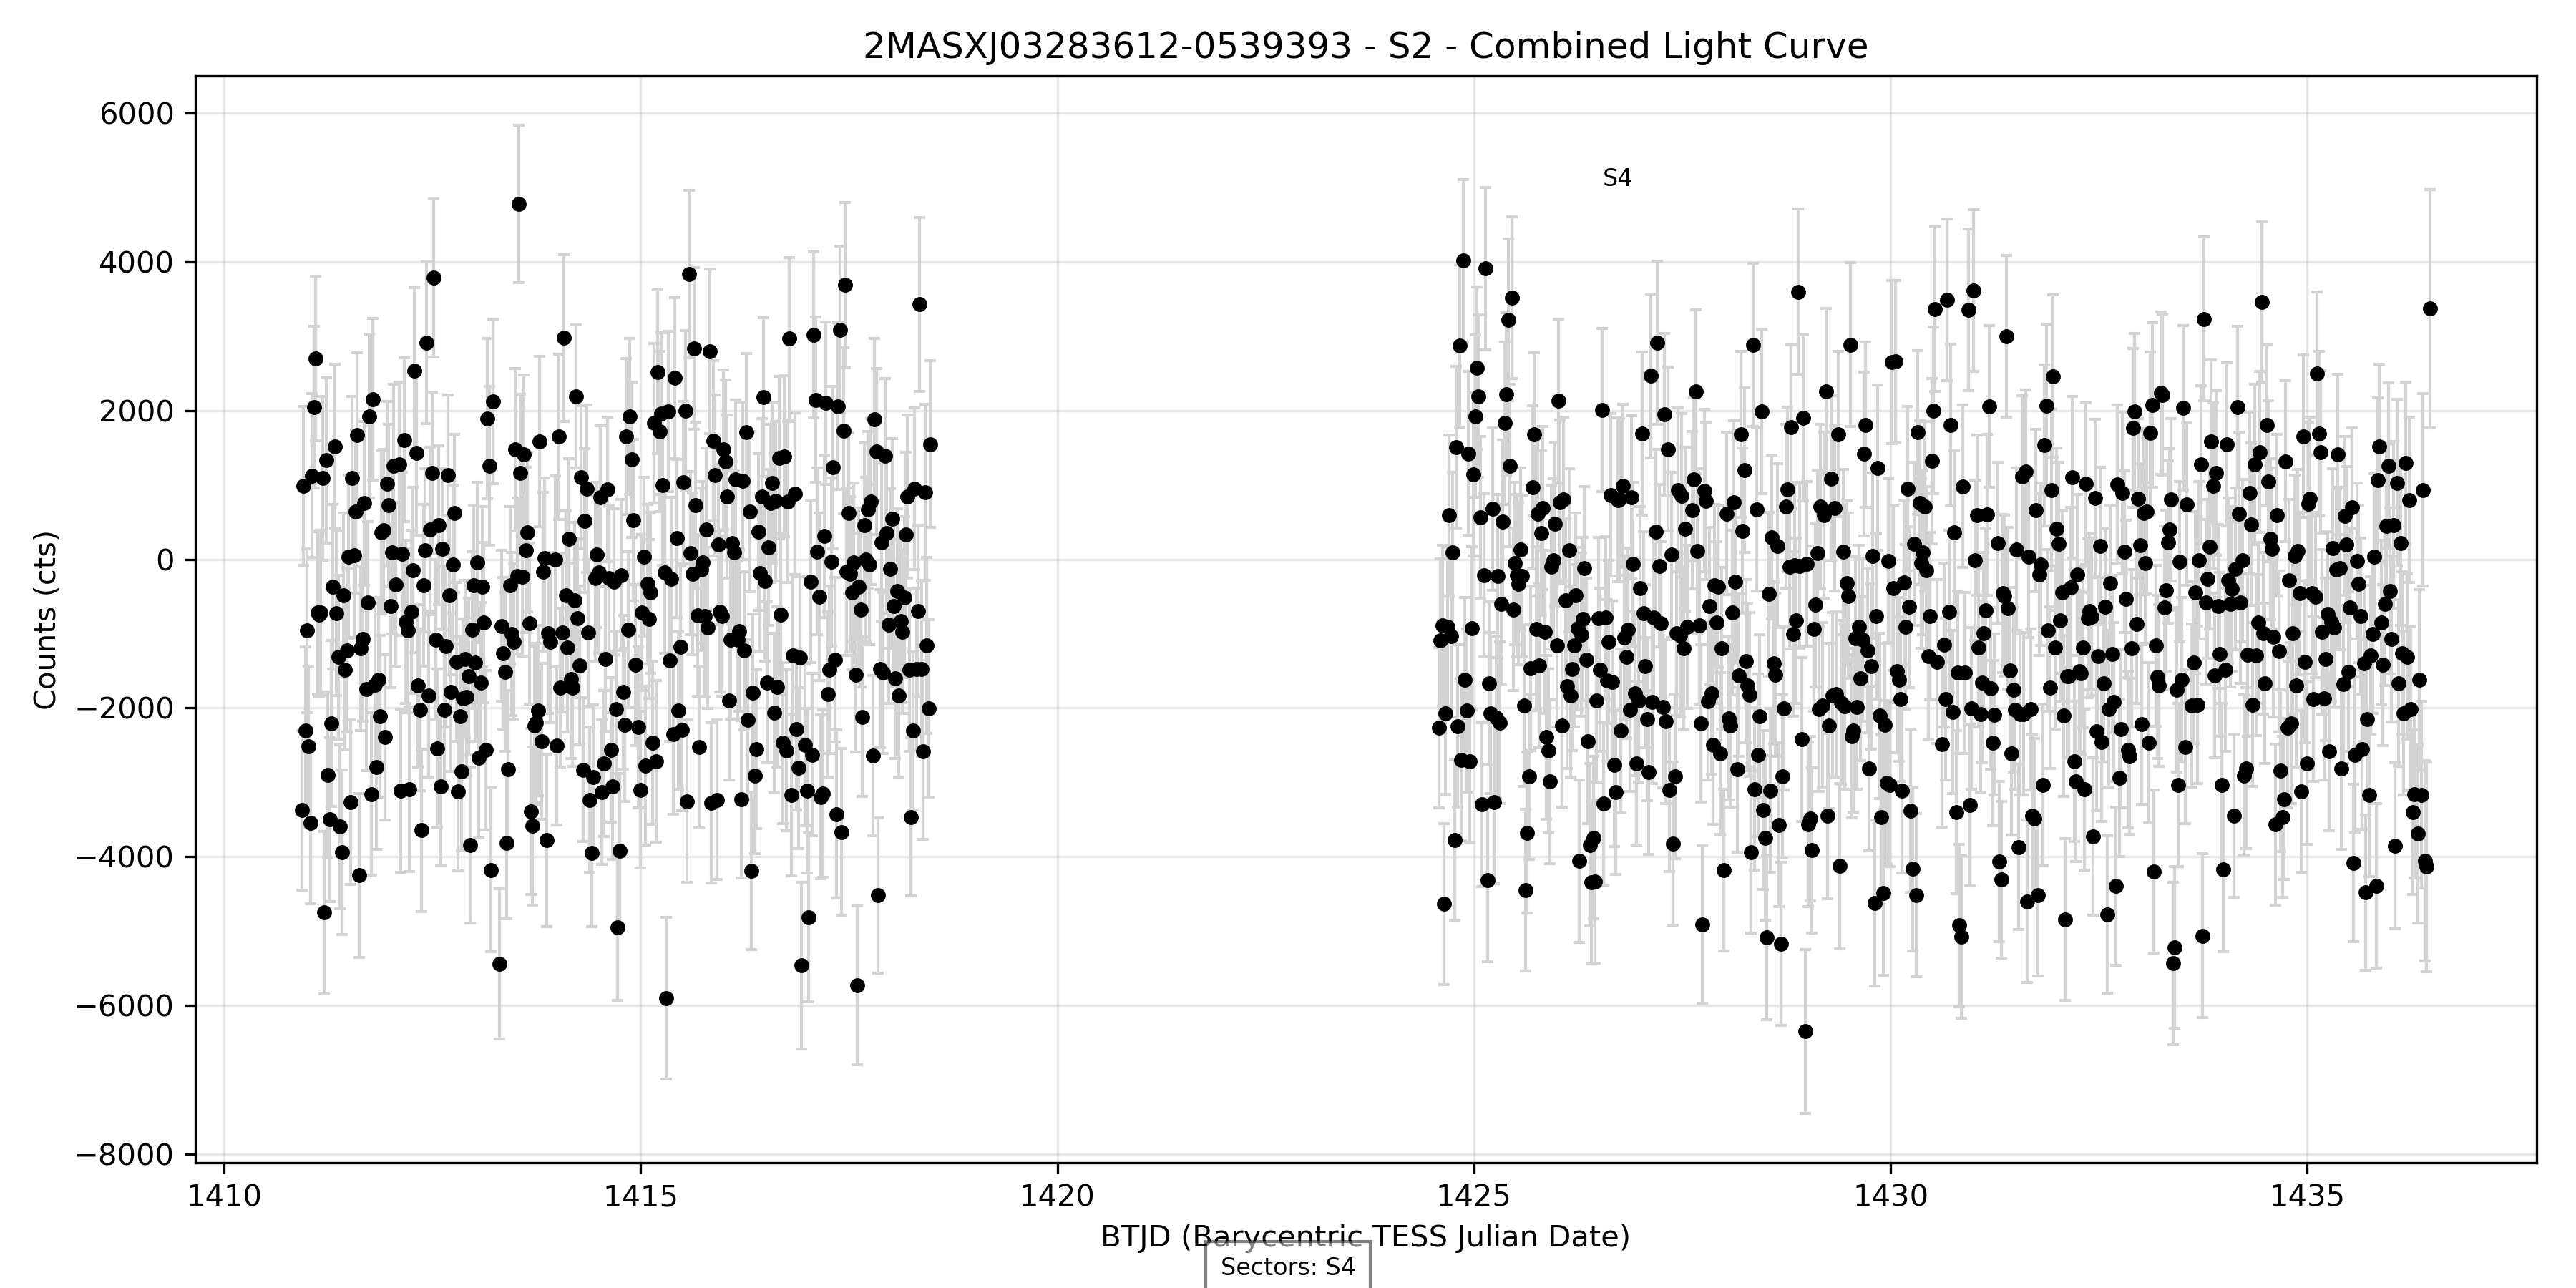 2MASXJ03283612-0539393 - S2 - Combined Light Curve
6000
4000
2000
0
−2000
−4000
−6000
−8000
Counts (cts)
S4
1410
1415
1420
1425
1430
1435
BTJD (Barycentric TESS Julian Date)
Sectors: S4